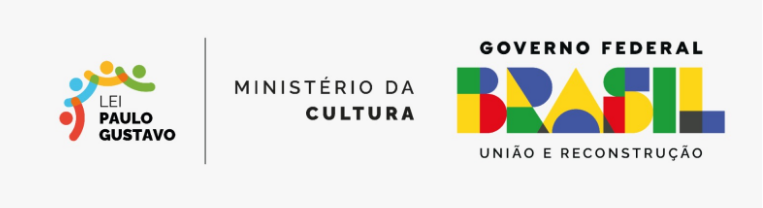 LEI
PAULO
GUSTAVO
MINISTÉRIO DA
CULTURA
GOVERNO FEDERAL
BRASIL
UNIÃO E RECONSTRUÇÃO